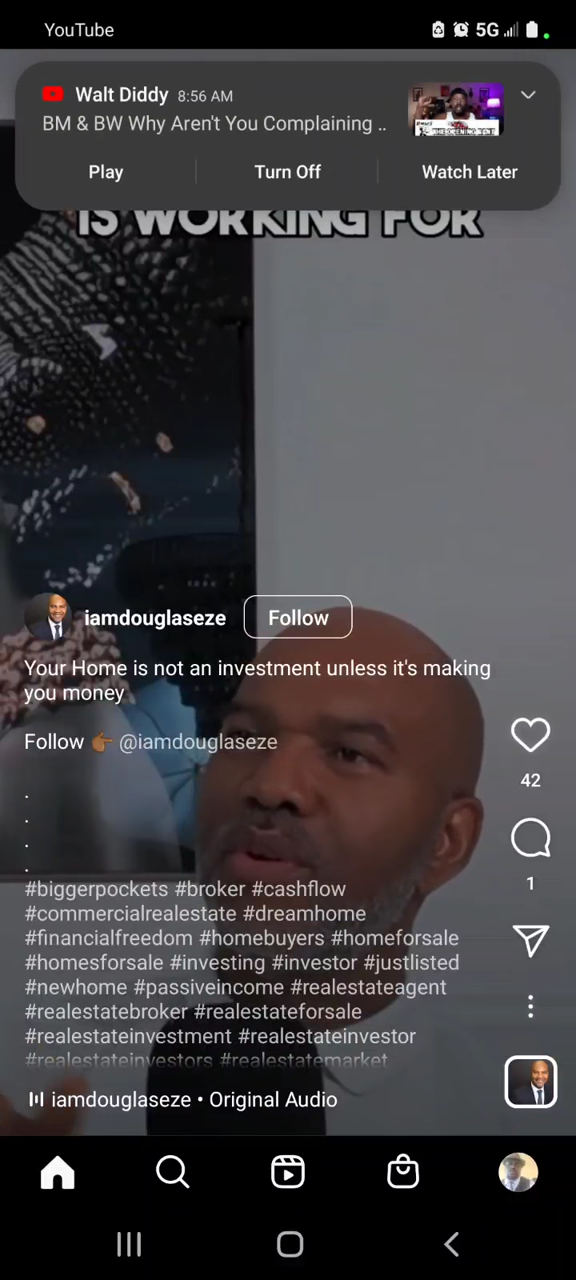 YouTube
5G
Walt Diddy 8:56 AM
BM & BW Why Aren't You Complaining ..
Play
Turn Off
Watch Later
IS WORKING FOR
iamdouglaseze
Follow
Your Home is not an investment unless it's making
you money
Follow 👉🏾 @iamdouglaseze
.
.
.
.
#biggerpockets #broker #cashflow
#commercialrealestate #dreamhome
#financialfreedom #homebuyers #homeforsale
#homesforsale #investing #investor #justlisted
#newhome #passiveincome #realestateagent
#realestatebroker #realestateforsale
#realestateinvestment #realestateinvestor
#realestateinvestors #realestatemarket
42
1
iamdouglaseze • Original Audio